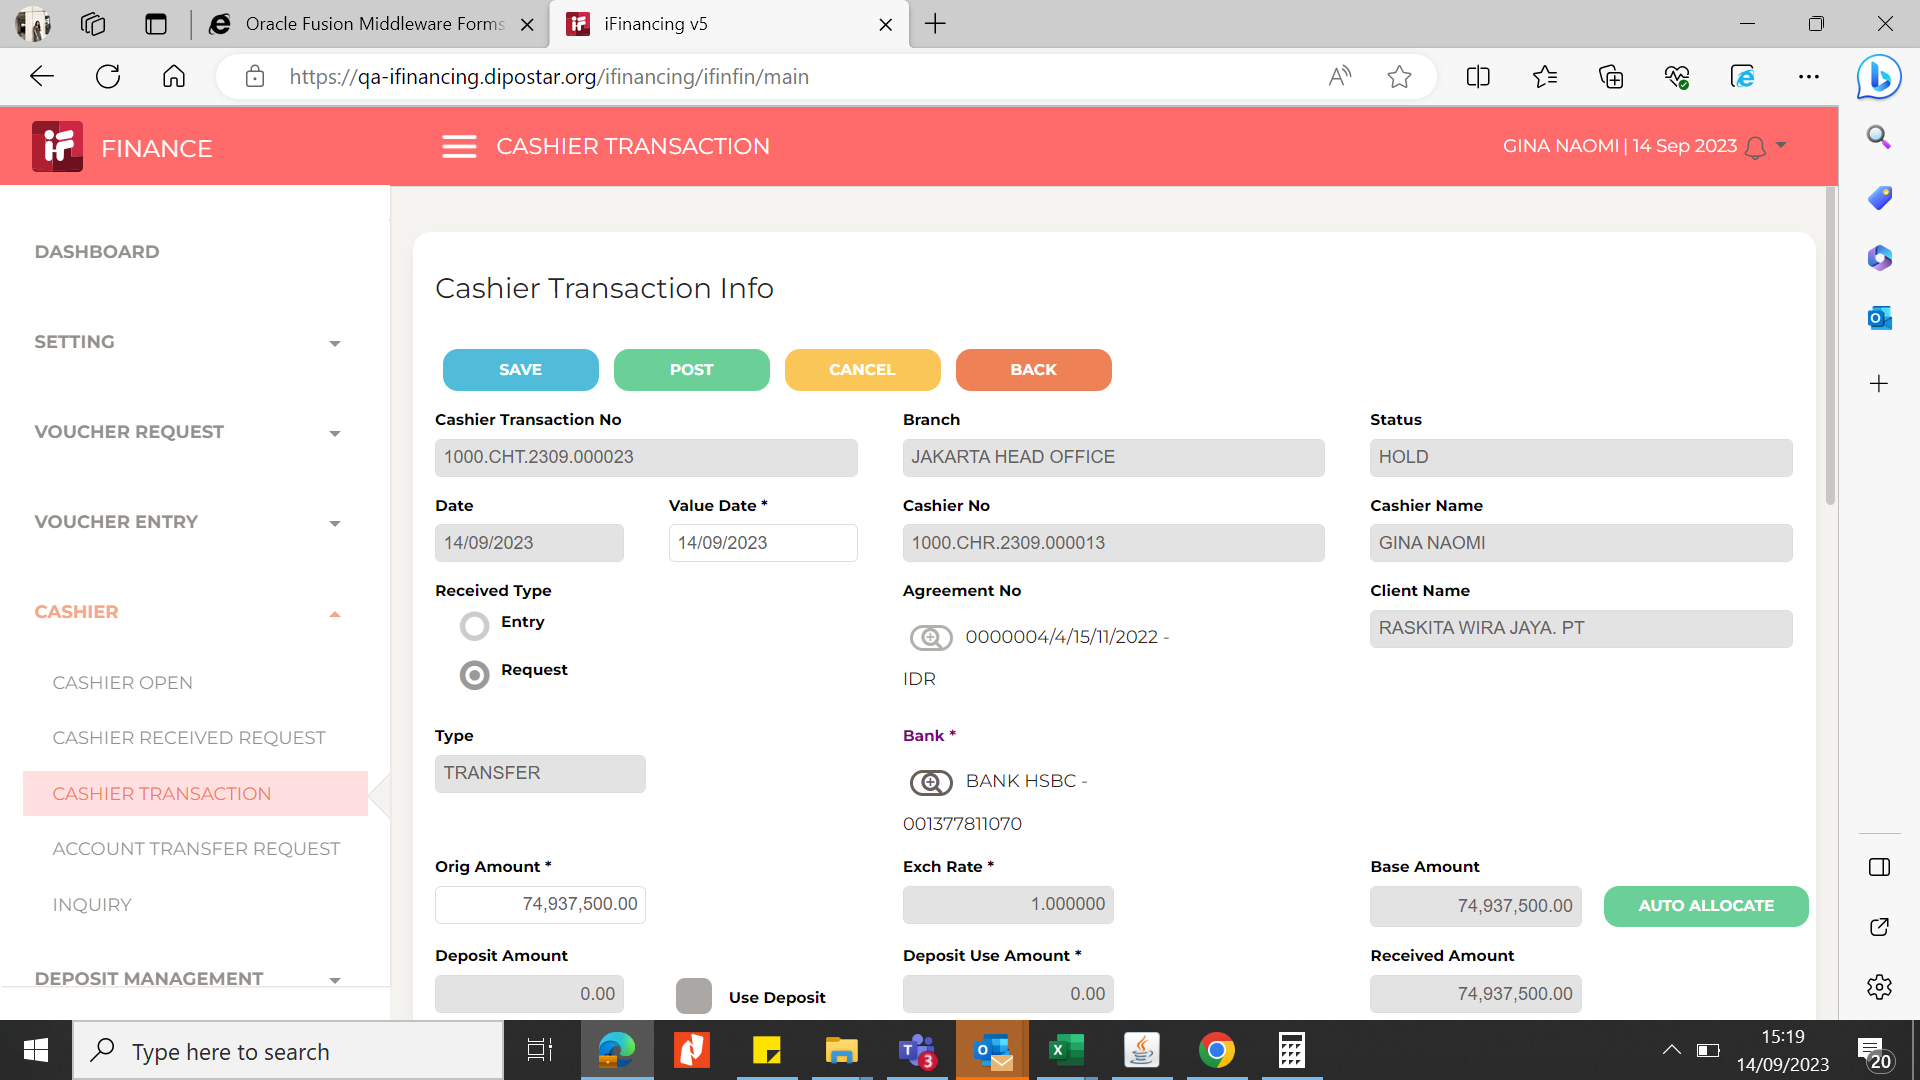 Oracle Fusion Middleware Forms
iFinancing v5
https://qa-ifinancing.dipostar.org/ifinancing/ifinfin/main
iF FINANCE
CASHIER TRANSACTION
GINA NAOMI | 14 Sep 2023
DASHBOARD
SETTING
VOUCHER REQUEST
VOUCHER ENTRY
CASHIER
CASHIER OPEN
CASHIER RECEIVED REQUEST
CASHIER TRANSACTION
ACCOUNT TRANSFER REQUEST
INQUIRY
DEPOSIT MANAGEMENT
Cashier Transaction Info
SAVE POST CANCEL BACK
Cashier Transaction No Branch Status
1000.CHT.2309.000023 JAKARTA HEAD OFFICE HOLD
Date Value Date * Cashier No Cashier Name
14/09/2023 14/09/2023 1000.CHR.2309.000013 GINA NAOMI
Received Type Agreement No Client Name
Entry
0000004/4/15/11/2022 - RASKITA WIRA JAYA. PT
Request
IDR
Type Bank *
TRANSFER BANK HSBC -
001377811070
Orig Amount * Exch Rate * Base Amount
74,937,500.00 1.000000 74,937,500.00 AUTO ALLOCATE
Deposit Amount Deposit Use Amount * Received Amount
0.00 Use Deposit 0.00 74,937,500.00
Type here to search
3
15:19
14/09/2023
20